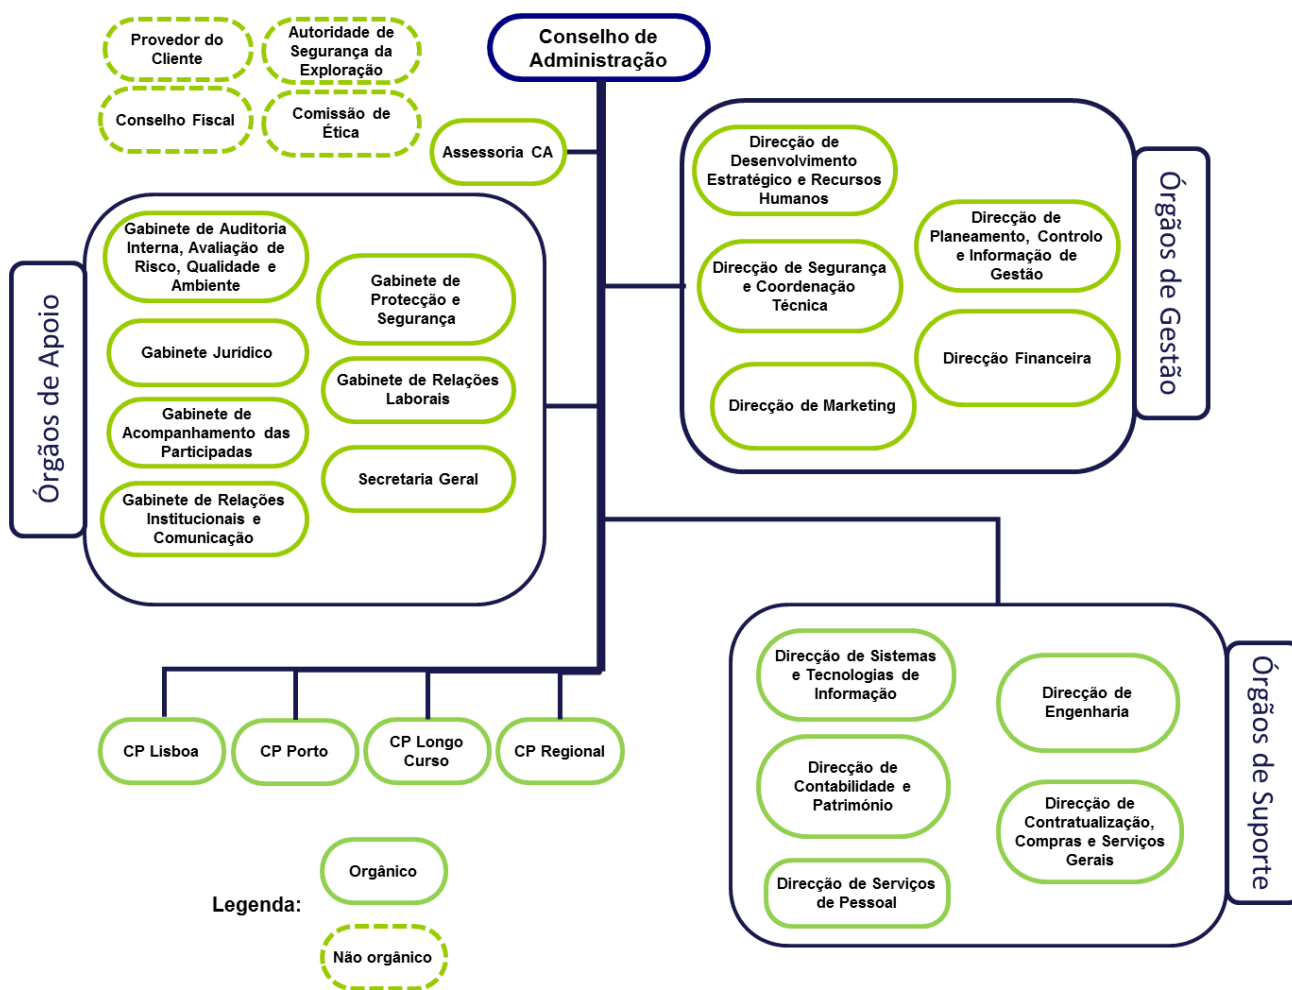 Provedor do
Cliente
Autoridade de
Segurança da
Exploração
Conselho Fiscal
Comissão de
Ética
Conselho de
Administração
Assessoria CA
Órgãos de Apoio
Gabinete de Auditoria
Interna, Avaliação de
Risco, Qualidade e
Ambiente
Gabinete Jurídico
Gabinete de
Acompanhamento das
Participadas
Gabinete de Relações
Institucionais e
Comunicação
Gabinete de
Protecção e
Segurança
Gabinete de Relações
Laborais
Secretaria Geral
Órgãos de Gestão
Direcção de
Desenvolvimento
Estratégico e Recursos
Humanos
Direcção de Segurança
e Coordenação
Técnica
Direcção de Marketing
Direcção de
Planeamento, Controlo
e Informação de
Gestão
Direcção Financeira
Órgãos de Suporte
Direcção de Sistemas
e Tecnologias de
Informação
Direcção de
Contabilidade e
Património
Direcção de Serviços
de Pessoal
Direcção de
Engenharia
Direcção de
Contratualização,
Compras e Serviços
Gerais
CP Lisboa
CP Porto
CP Longo
Curso
CP Regional
Legenda:
Orgânico
Não orgânico